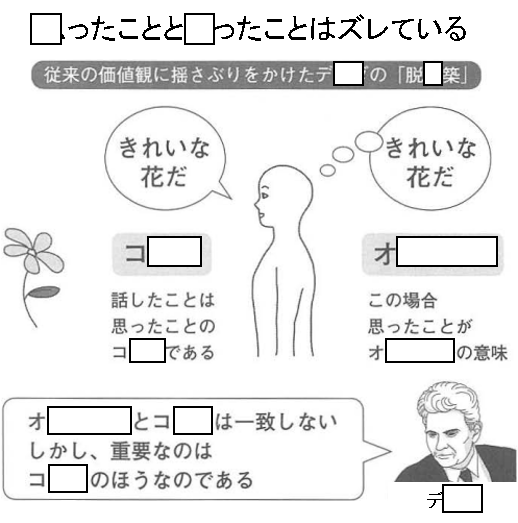 ったことと ったことはズレている
従来の価値観に揺さぶりをかけたデ の「脱 築」
きれいな
花だ
きれいな
花だ
コ
オ
話したことは
思ったことの
コ である
この場合
思ったことが
オ の意味
オ とコ は一致しない
しかし、重要なのは
コ のほうなのである
デ